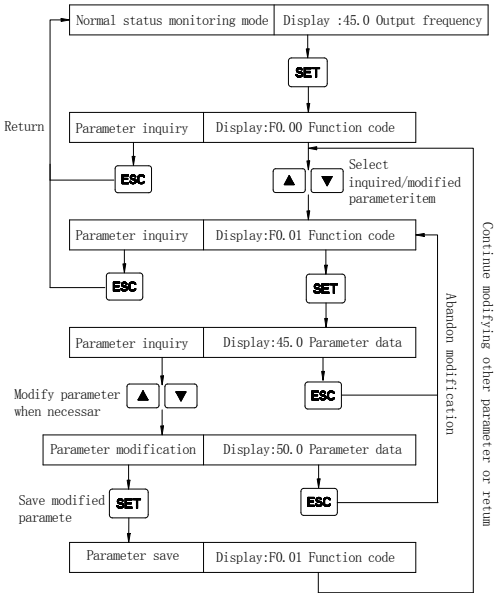 Normal status monitoring mode
Display :45.0 Output frequency
SET
Return
Parameter inquiry
Display:F0.00 Function code
ESC
Select
inquired/modified
parameteritem
Parameter inquiry
Display:F0.01 Function code
ESC
SET
Parameter inquiry
Display:45.0 Parameter data
Modify parameter
when necessar
ESC
Abandon modification
Continue modifying other parameter or retum
Parameter modification
Display:50.0 Parameter data
Save modified
paramete
SET
ESC
Parameter save
Display:F0.01 Function code